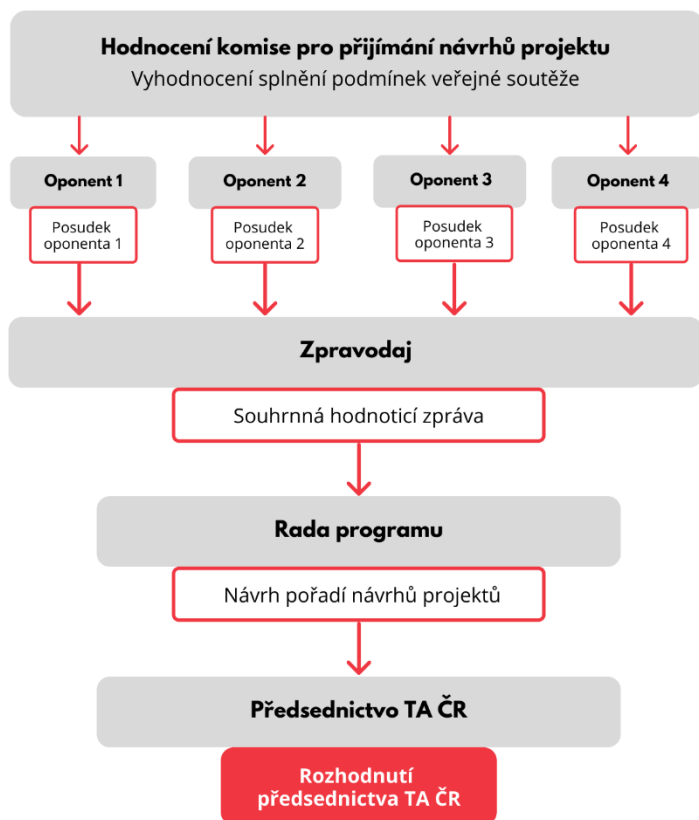 Hodnocení komise pro přijímání návrhů projektu
Vyhodnocení splnění podmínek veřejné soutěže
Oponent 1
Oponent 2
Oponent 3
Oponent 4
Posudek
oponenta 1
Posudek
oponenta 2
Posudek
oponenta 3
Posudek
oponenta 4
Zpravodaj
Souhrnná hodnoticí zpráva
Rada programu
Návrh pořadí návrhů projektů
Předsednictvo TA ČR
Rozhodnutí
předsednictva TA ČR